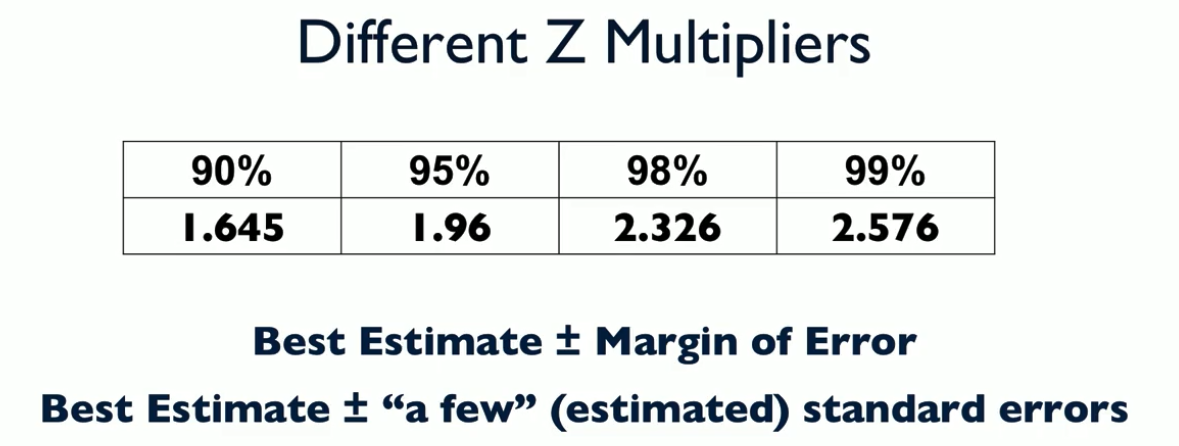 Different Z Multipliers
90% 95% 98% 99%
1.645 1.96 2.326 2.576
Best Estimate ± Margin of Error
Best Estimate ± “a few” (estimated) standard errors